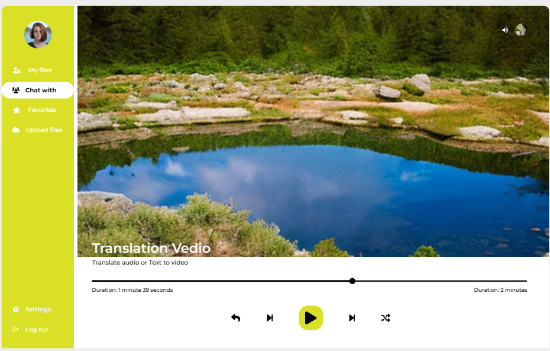 My files
Chat with
Favorites
Upload files
Settings
Log out
Translation Vedio
Translate audio or Text to video
Duration: 1 minute 39 seconds
Duration: 2 minutes